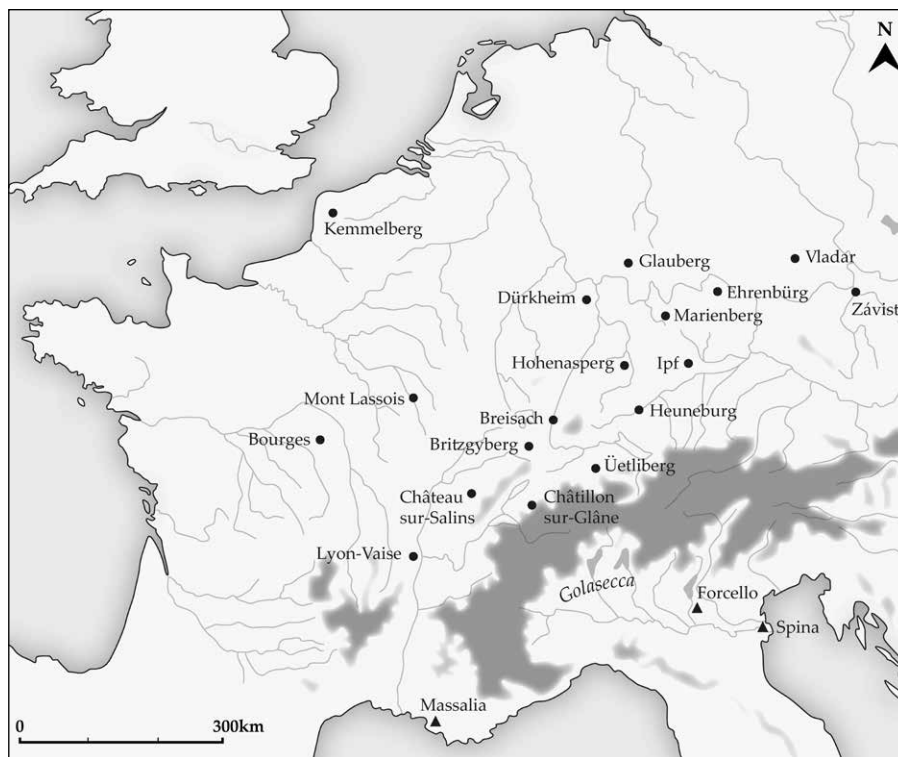 N
Kemmelberg
Glauberg
Vladar
Dürkheim
Ehrenbürg
Závist
Marienberg
Hohenasperg
Ipf
Mont Lassois
Heuneburg
Breisach
Bourges
Britzgyberg
Üetliberg
Château
sur-Salins
Châtillon
sur-Glâne
Lyon-Vaise
Golasecca
Forcello
Spina
Massalia
0 300km